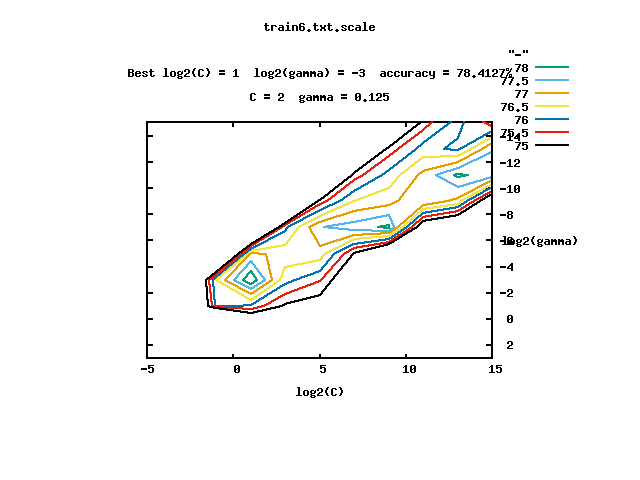 train6.txt.scale
"-"
Best log2(C) = 1  log2(gamma) = -3  accuracy = 78.4127%
78
77.5
C = 2  gamma = 0.125
77
76.5
76
75.5
75
-14
-12
-10
-8
-6
log2(gamma)
-4
-2
0
2
-5 0 5 10 15
log2(C)